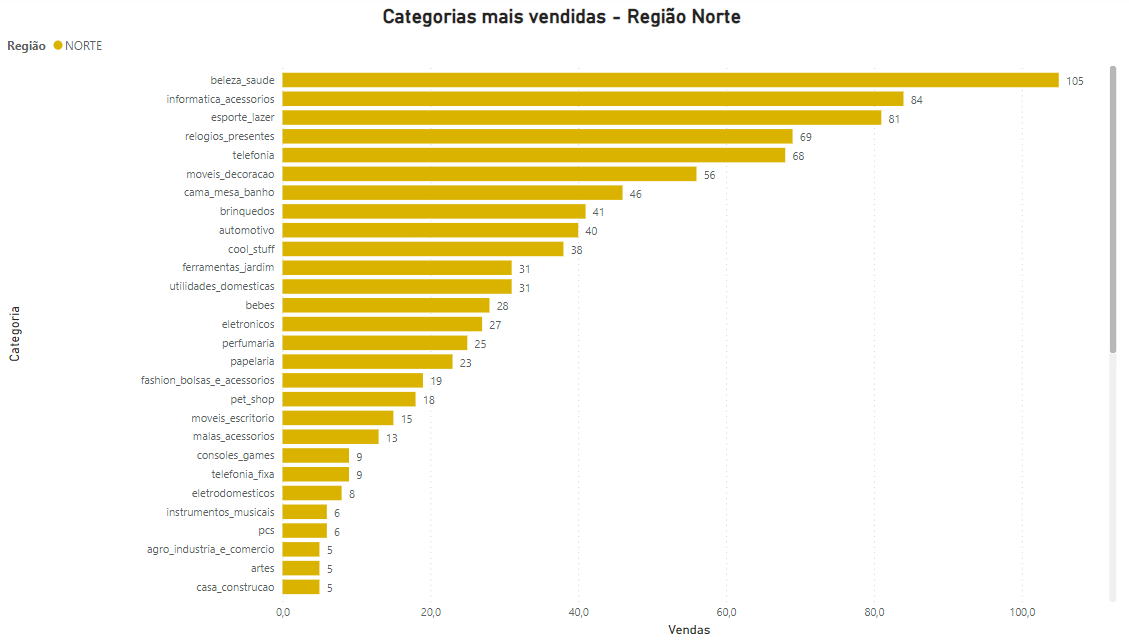 Categorias mais vendidas - Região Norte
Região NORTE
Categoria
beleza_saude 105
informatica_acessorios 84
esporte_lazer 81
relogios_presentes 69
telefonia 68
moveis_decoracao 56
cama_mesa_banho 46
brinquedos 41
automotivo 40
cool_stuff 38
ferramentas_jardim 31
utilidades_domesticas 31
bebes 28
eletronicos 27
perfumaria 25
papelaria 23
fashion_bolsas_e_acessorios 19
pet_shop 18
moveis_escritorio 15
malas_acessorios 13
consoles_games 9
telefonia_fixa 9
eletrodomesticos 8
instrumentos_musicais 6
pcs 6
agro_industria_e_comercio 5
artes 5
casa_construcao 5
0,0 20,0 40,0 60,0 80,0 100,0
Vendas